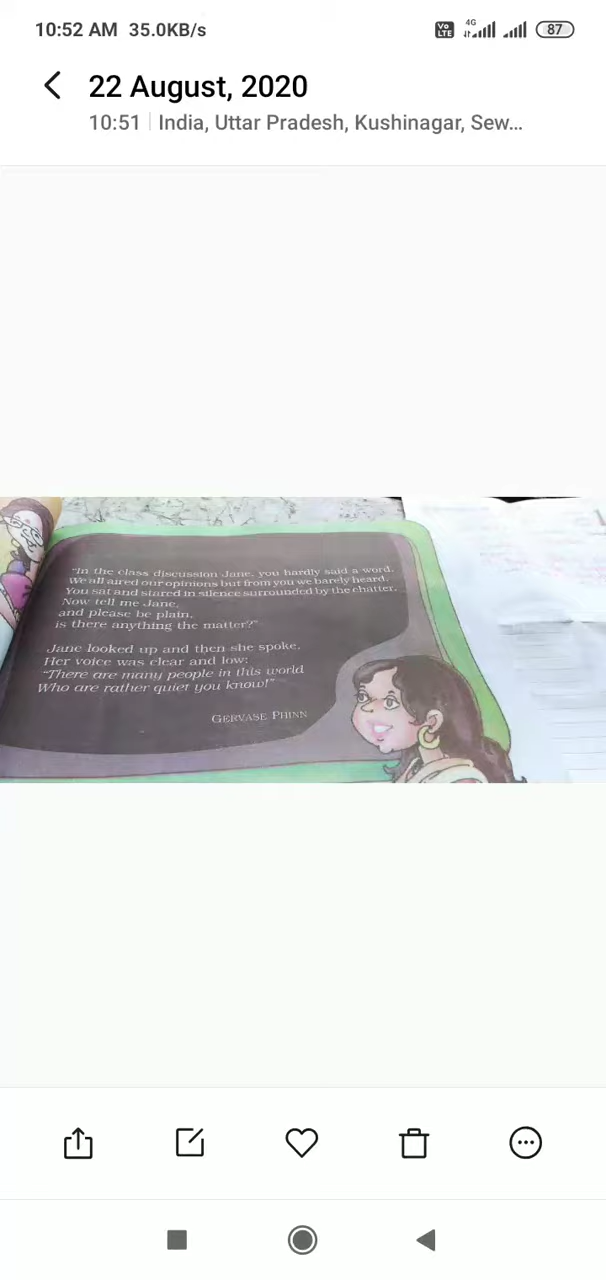 10:52 AM 35.0KB/s
Vo LTE 4G 87
22 August, 2020
10:51 India, Uttar Pradesh, Kushinagar, Sew...
"In the class discussion Jane, you hardly said a word.
We all aired our opinions but from you we barely heard.
You sat and stared in silence surrounded by the chatter.
Now tell me Jane,
and please be plain,
is there anything the matter?"
Jane looked up and then she spoke,
Her voice was clear and low:
"There are many people in this world
Who are rather quiet you know!"
GERVASE PHINN